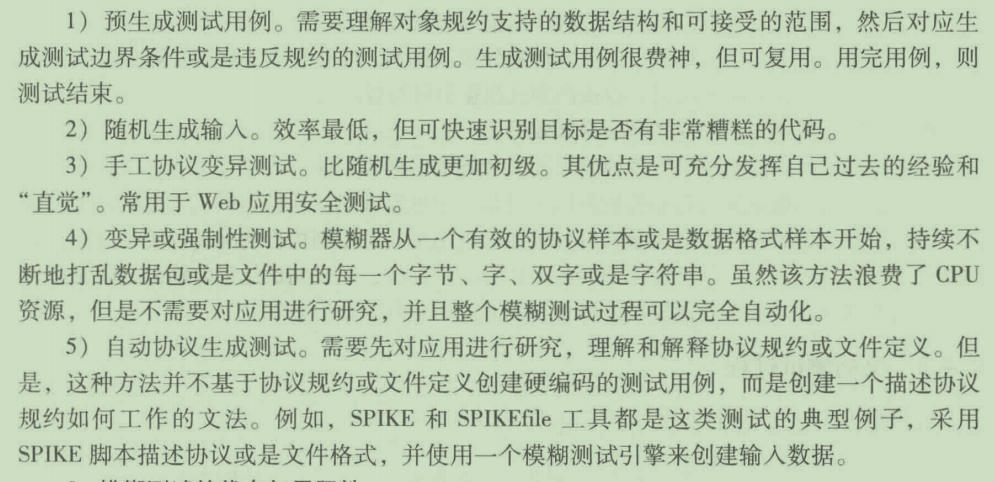 1）预生成测试用例。需要理解对象规约支持的数据结构和可接受的范围，然后对应生
成测试边界条件或是违反规约的测试用例。生成测试用例很费神，但可复用。用完用例，则
测试结束。
2）随机生成输入。效率最低，但可快速识别目标是否有非常糟糕的代码。
3）手工协议变异测试。比随机生成更加初级。其优点是可充分发挥自己过去的经验和
“直�”。常用于 Web 应用安全测试。
4）变异或强制性测试。模糊器从一个有效的协议样本或是数据格式样本开始，持续不
断地打乱数据包或是文件中的每一个字节、字、双字或是字符串。虽然该方法浪费了 CPU
资源，但是不需要对应用进行研究，并且整个模糊测试过程可以完全自动化。
5）自动协议生成测试。需要先对应用进行研究，理解和解释协议规约或文件定义。但
是，这种方法并不基于协议规约或文件定义创建硬编码的测试用例，而是创建一个描述协议
规约如何工作的文法。例如，SPIKE 和 SPIKEfile 工具都是这类测试的典型例子，采用
SPIKE 脚本描述协议或是文件格式，并使用一个模糊测试引擎来创建输入数据。